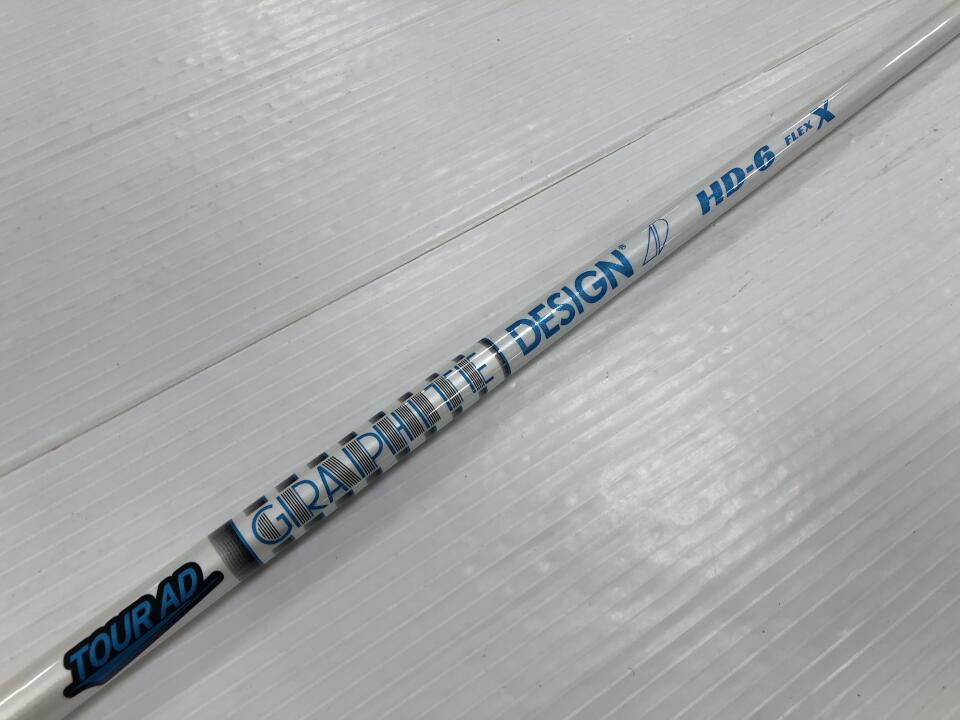 TOUR AD
GRAPHITE DESIGN®
HD-6 FLEX X